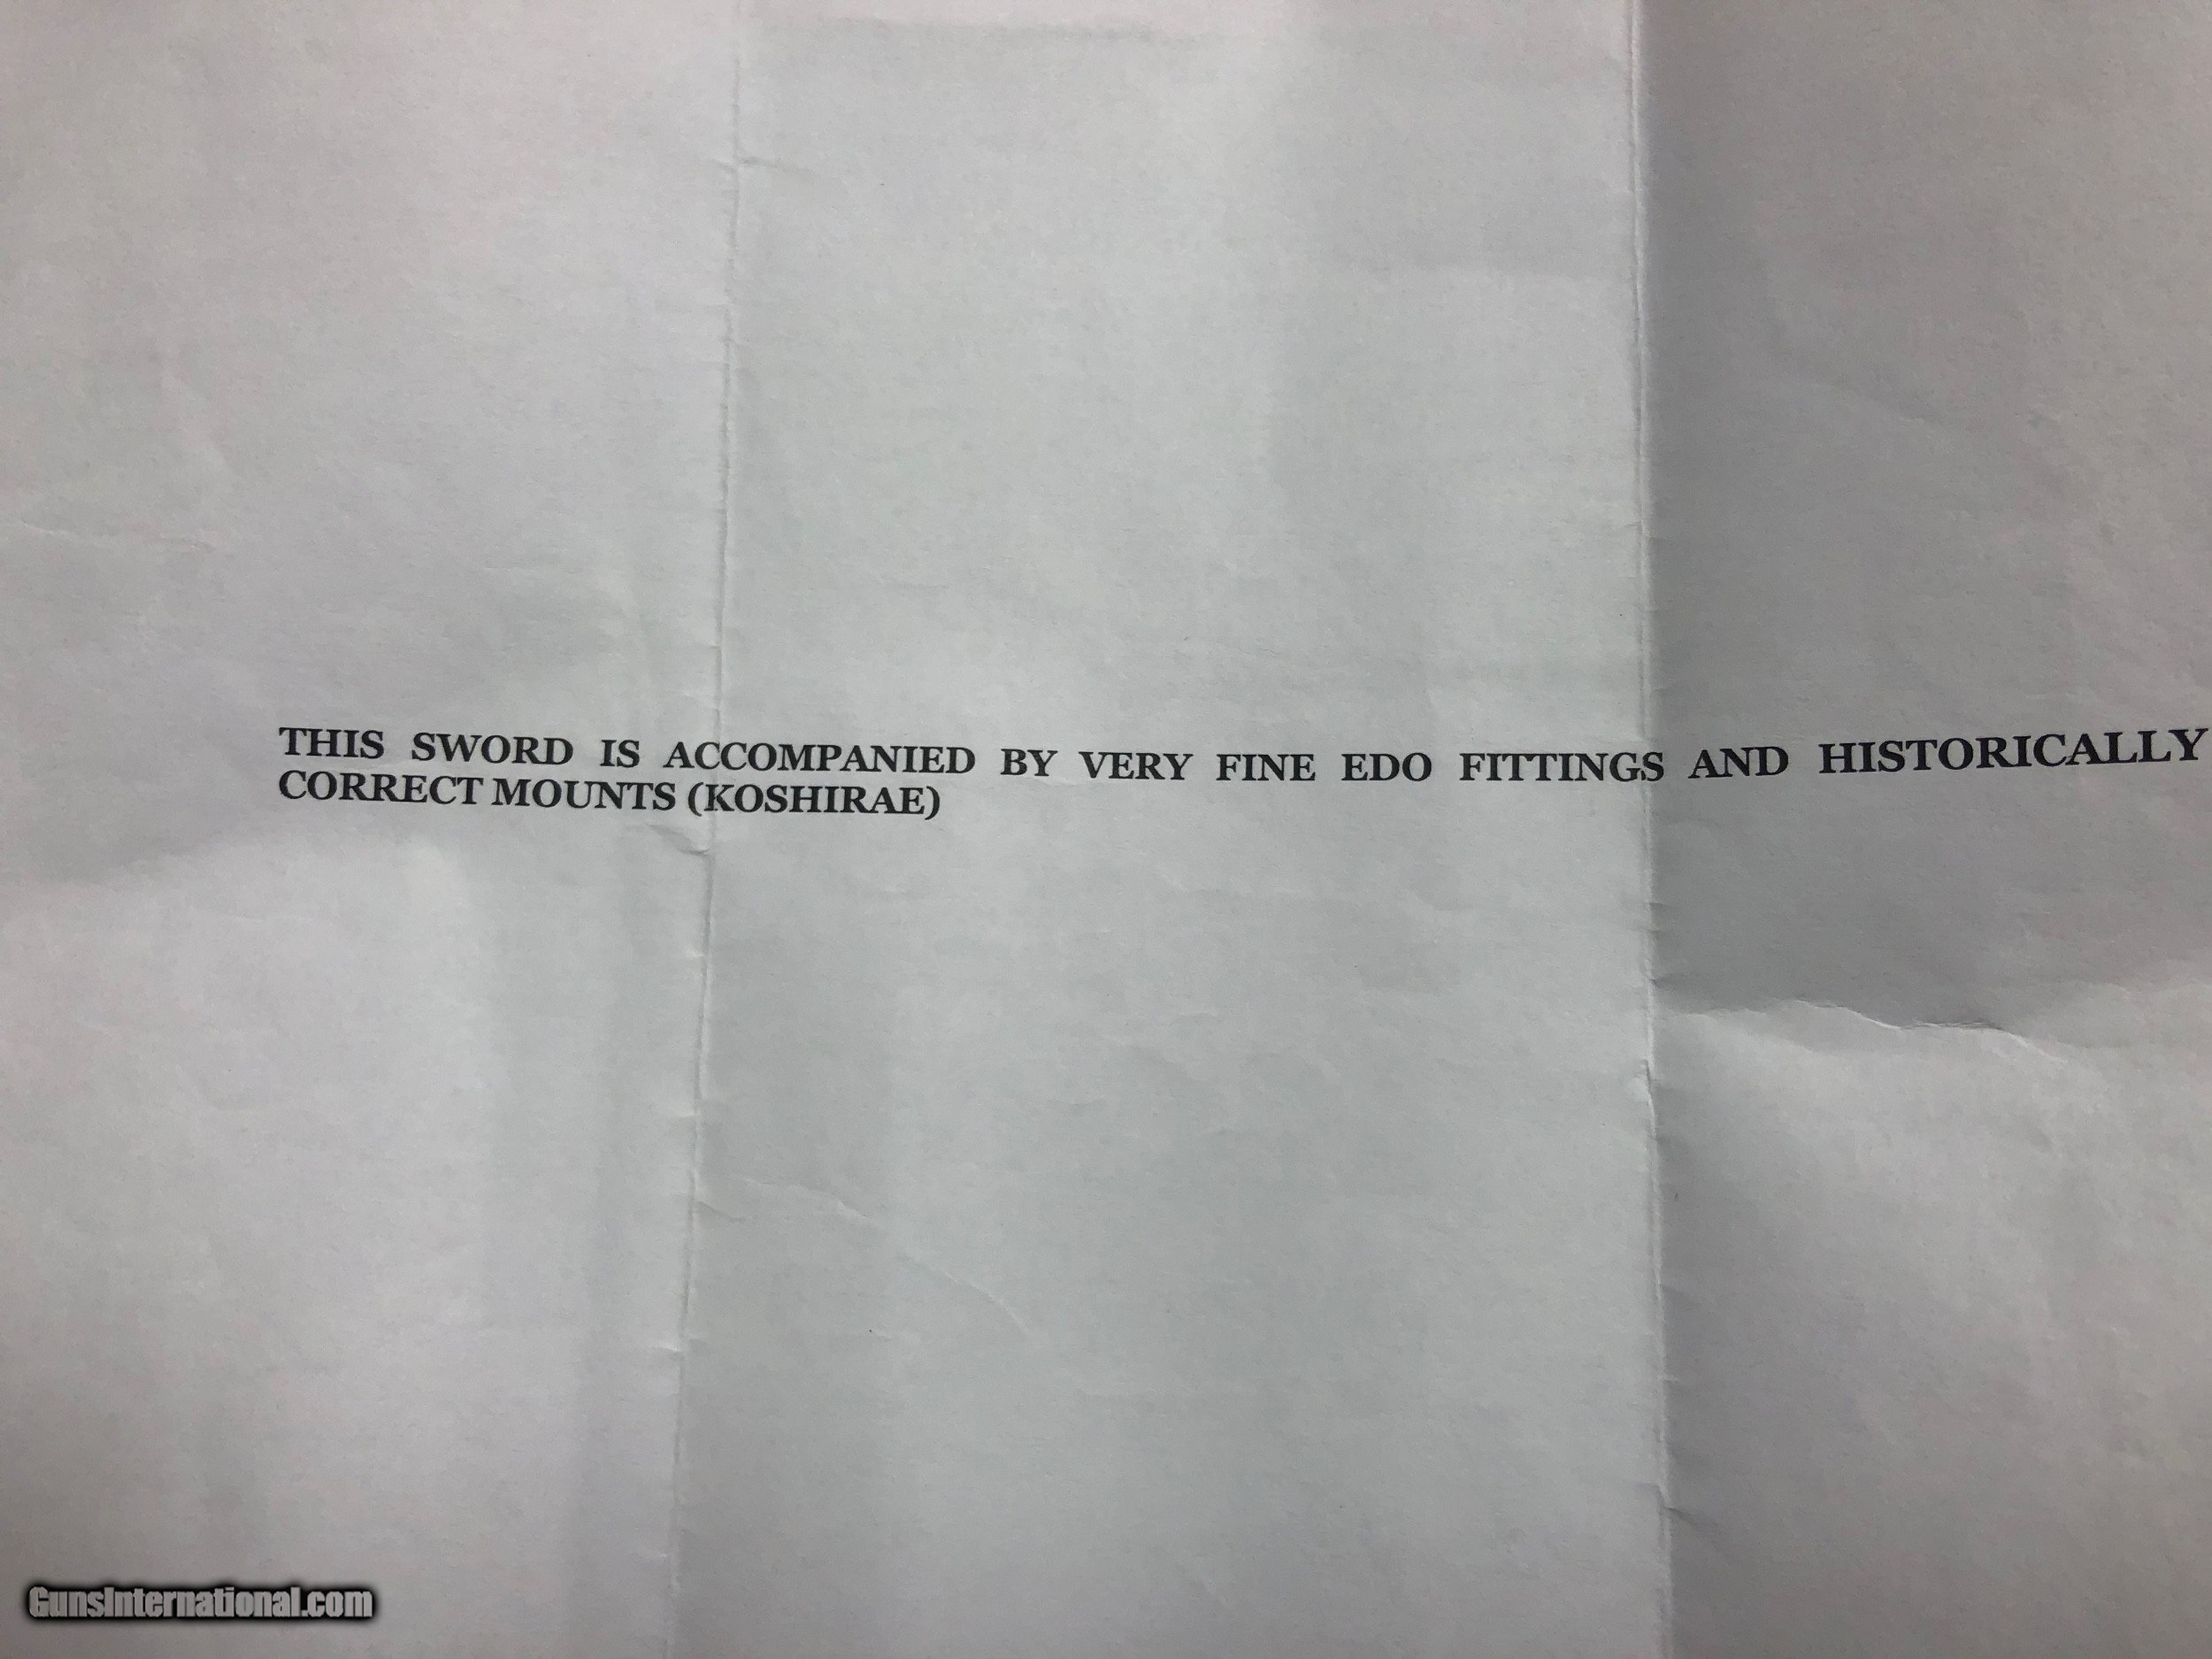 THIS SWORD IS ACCOMPANIED BY VERY FINE EDO FITTINGS AND HISTORICALLY
CORRECT MOUNTS (KOSHIRAE)
GunsInternational.com